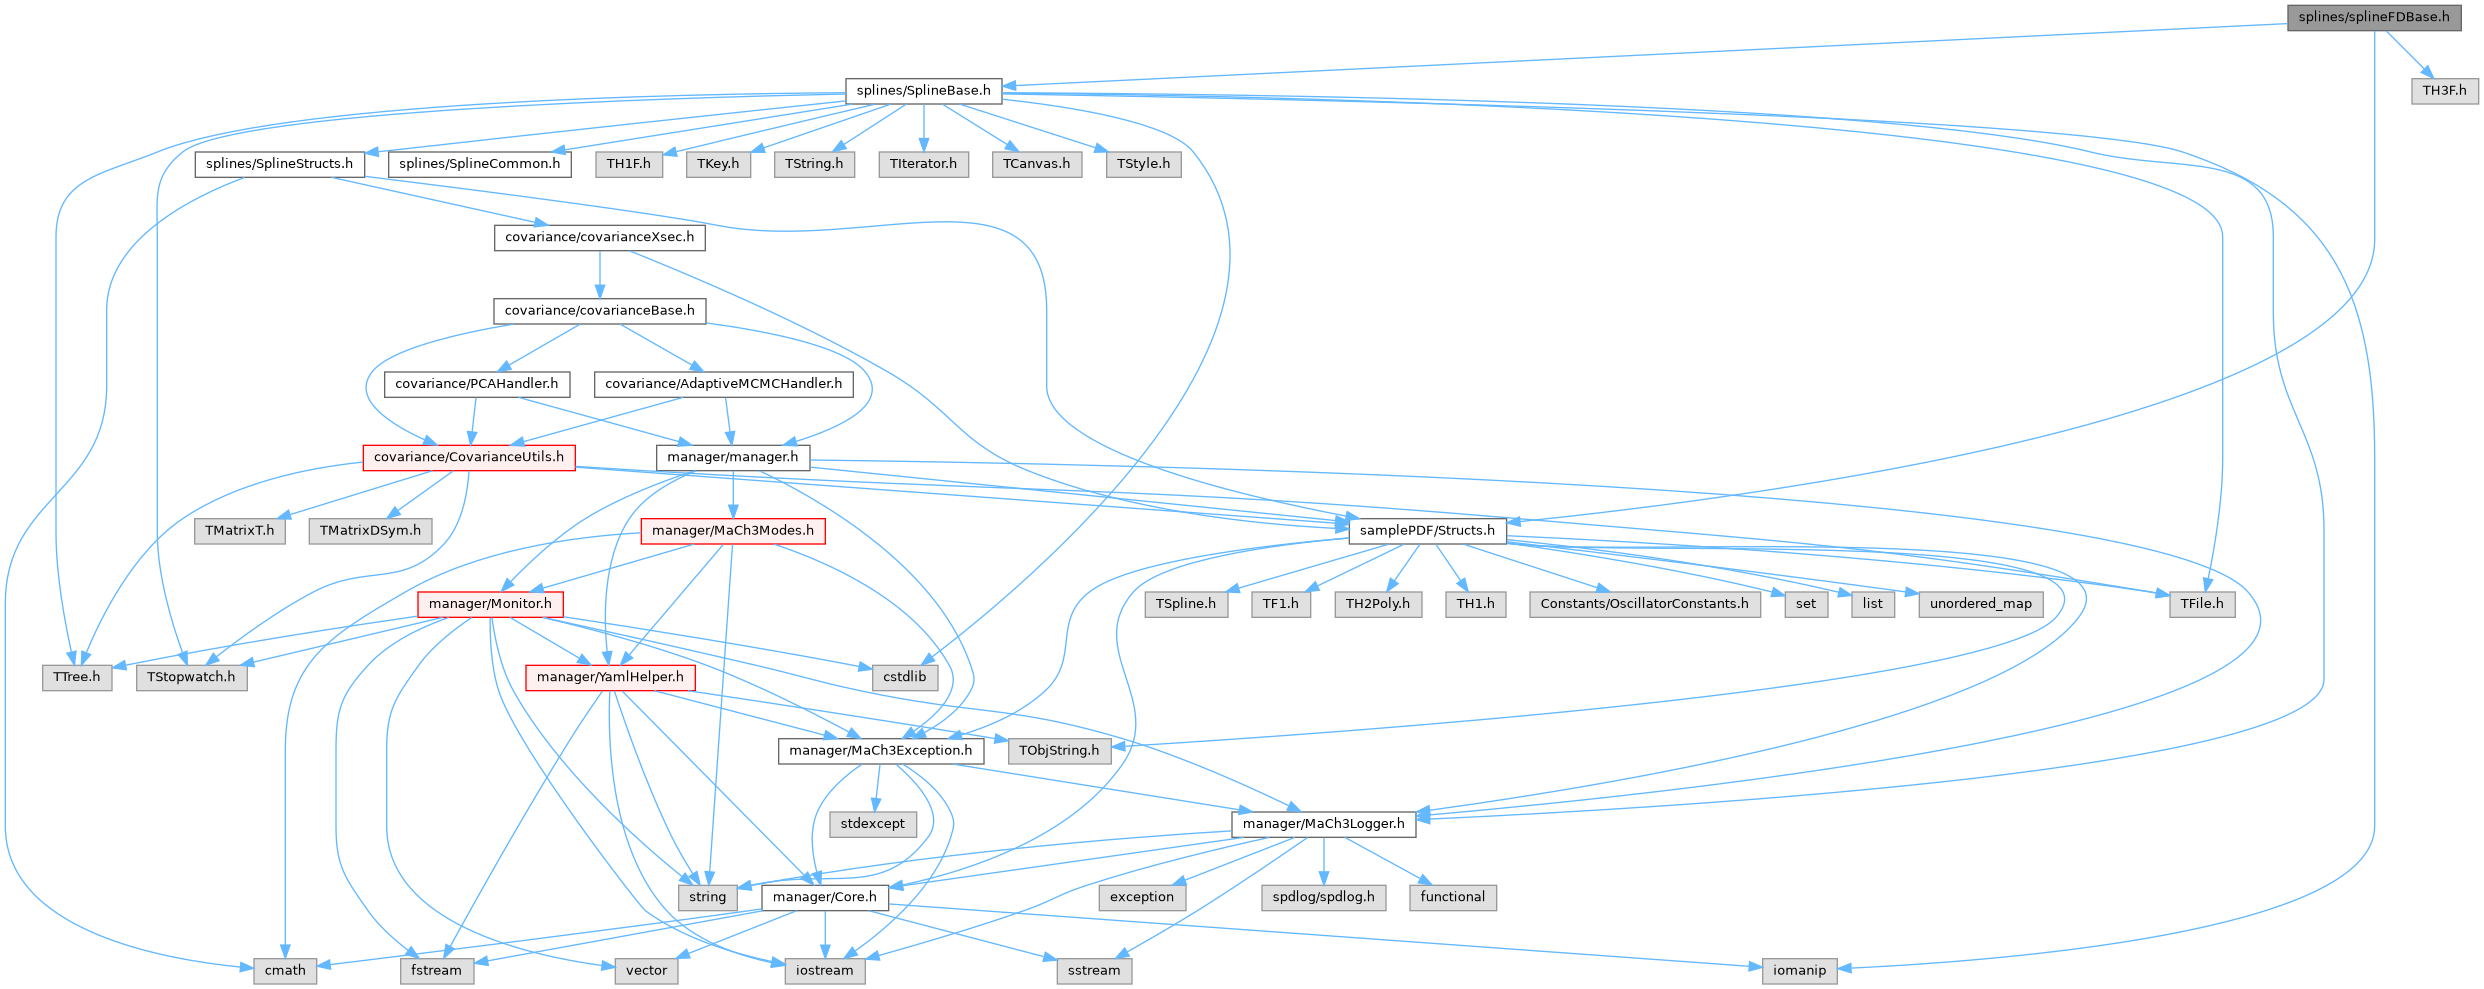 splines/splineFDBase.h
splines/SplineBase.h
TH3F.h
splines/SplineStructs.h
splines/SplineCommon.h
TH1F.h
TKey.h
TString.h
TIterator.h
TCanvas.h
TStyle.h
covariance/covarianceXsec.h
covariance/covarianceBase.h
covariance/PCAHandler.h
covariance/AdaptiveMCMCHandler.h
covariance/CovarianceUtils.h
manager/manager.h
TMatrixT.h
TMatrixDSym.h
manager/MaCh3Modes.h
samplePDF/Structs.h
manager/Monitor.h
TSpline.h
TF1.h
TH2Poly.h
TH1.h
Constants/OscillatorConstants.h
set
list
unordered_map
TFile.h
TTree.h
TStopwatch.h
manager/YamlHelper.h
cstdlib
manager/MaCh3Exception.h
TObjString.h
stdexcept
manager/MaCh3Logger.h
string
manager/Core.h
exception
spdlog/spdlog.h
functional
cmath
fstream
vector
iostream
sstream
iomanip